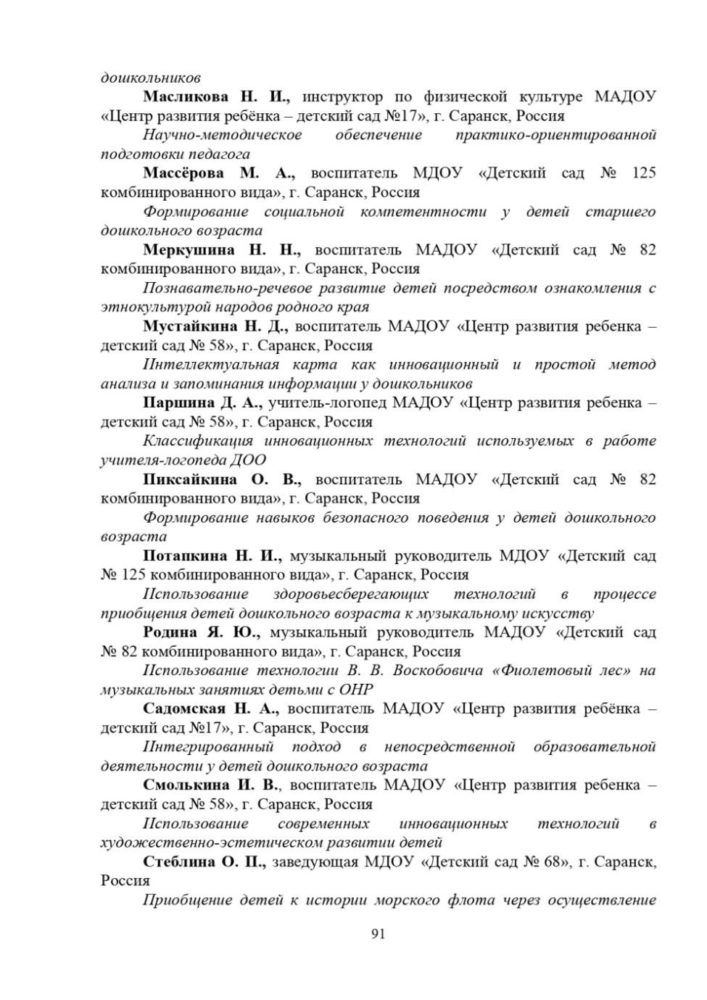 дошкольников
Масликова Н. И., инструктор по физической культуре МАДОУ
«Центр развития ребёнка – детский сад №17», г. Саранск, Россия
Научно-методическое обеспечение практико-ориентированной
подготовки педагога
Массёрова М. А., воспитатель МДОУ «Детский сад № 125
комбинированного вида», г. Саранск, Россия
Формирование социальной компетентности у детей старшего
дошкольного возраста
Меркушина Н. Н., воспитатель МАДОУ «Детский сад № 82
комбинированного вида», г. Саранск, Россия
Познавательно-речевое развитие детей посредством ознакомления с
этнокультурой народов родного края
Мустайкина Н. Д., воспитатель МАДОУ «Центр развития ребенка –
детский сад № 58», г. Саранск, Россия
Интеллектуальная карта как инновационный и простой метод
анализа и запоминания информации у дошкольников
Паршина Д. А., учитель-логопед МАДОУ «Центр развития ребенка –
детский сад № 58», г. Саранск, Россия
Классификация инновационных технологий используемых в работе
учителя-логопеда ДОО
Пиксайкина О. В., воспитатель МАДОУ «Детский сад № 82
комбинированного вида», г. Саранск, Россия
Формирование навыков безопасного поведения у детей дошкольного
возраста
Потапкина Н. И., музыкальный руководитель МДОУ «Детский сад
№ 125 комбинированного вида», г. Саранск, Россия
Использование здоровьесберегающих технологий в процессе
приобщения детей дошкольного возраста к музыкальному искусству
Родина Я. Ю., музыкальный руководитель МАДОУ «Детский сад
№ 82 комбинированного вида», г. Саранск, Россия
Использование технологии В. В. Воскобовича «Фиолетовый лес» на
музыкальных занятиях детьми с ОНР
Садомская Н. А., воспитатель МАДОУ «Центр развития ребёнка –
детский сад №17», г. Саранск, Россия
Интегрированный подход в непосредственной образовательной
деятельности у детей дошкольного возраста
Смолькина И. В., воспитатель МАДОУ «Центр развития ребенка –
детский сад № 58», г. Саранск, Россия
Использование современных инновационных технологий в
художественно-эстетическом развитии детей
Стеблина О. П., заведующая МДОУ «Детский сад № 68», г. Саранск,
Россия
Приобщение детей к истории морского флота через осуществление
91